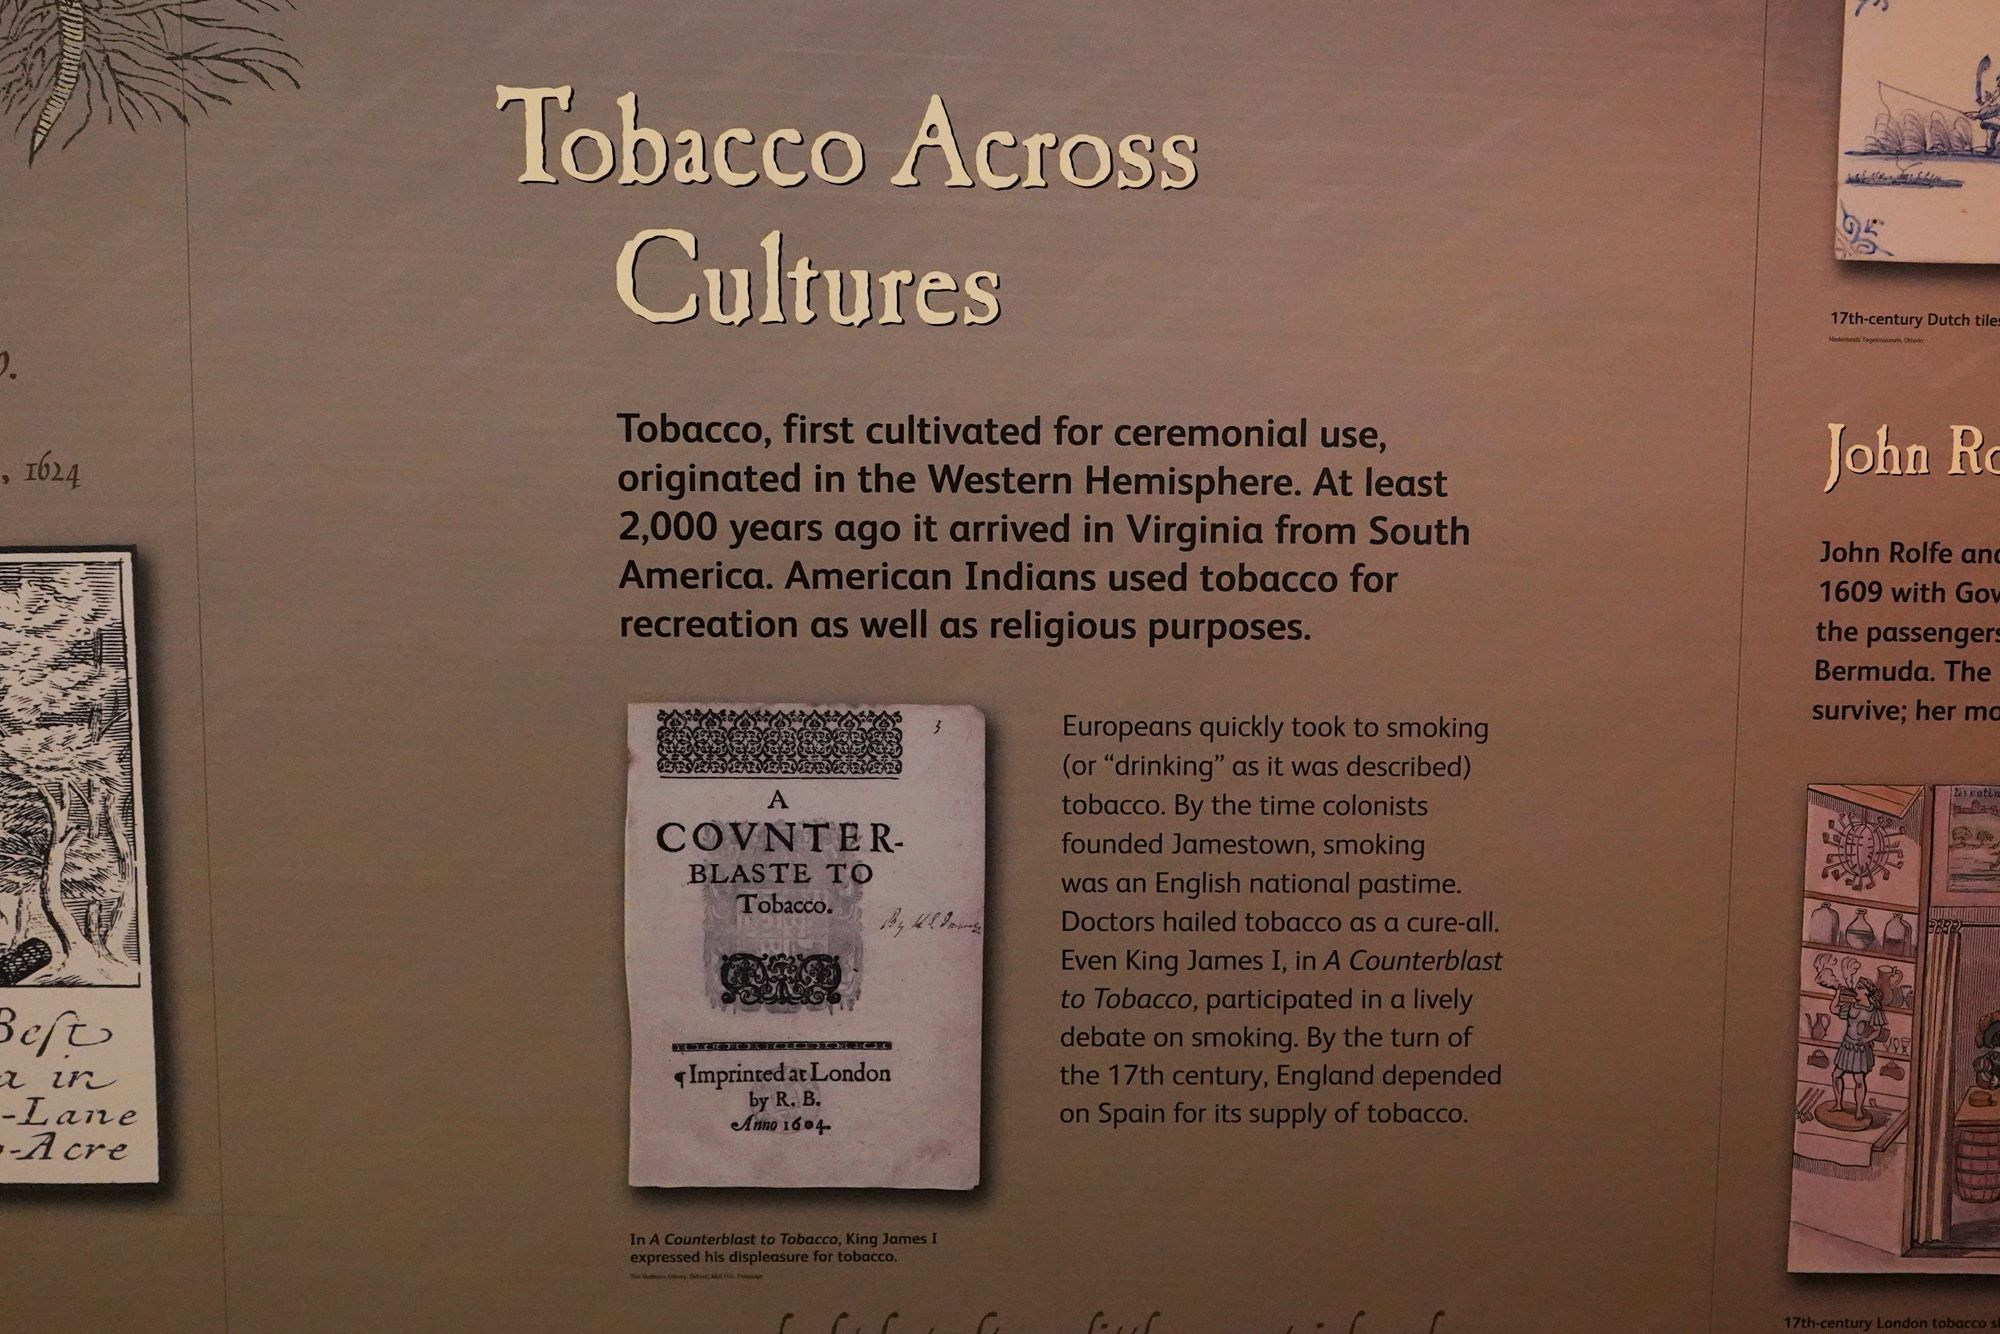 Tobacco Across
Cultures
Tobacco, first cultivated for ceremonial use,
originated in the Western Hemisphere. At least
2,000 years ago it arrived in Virginia from South
America. American Indians used tobacco for
recreation as well as religious purposes.
3
A
COVNTER-
BLASTE TO
Tobacco.
¶ Imprinted at London
by R. B.
Anno 1604.
In A Counterblast to Tobacco, King James I
expressed his displeasure for tobacco.
Europeans quickly took to smoking
(or “drinking” as it was described)
tobacco. By the time colonists
founded Jamestown, smoking
was an English national pastime.
Doctors hailed tobacco as a cure-all.
Even King James I, in A Counterblast
to Tobacco, participated in a lively
debate on smoking. By the turn of
the 17th century, England depended
on Spain for its supply of tobacco.
, 1624
Beſt
in
-Lane
-Acre
17th-century Dutch tiles
John Ro
John Rolfe and
1609 with Gov
the passengers
Bermuda. The
survive; her mo
17th-century London tobacco